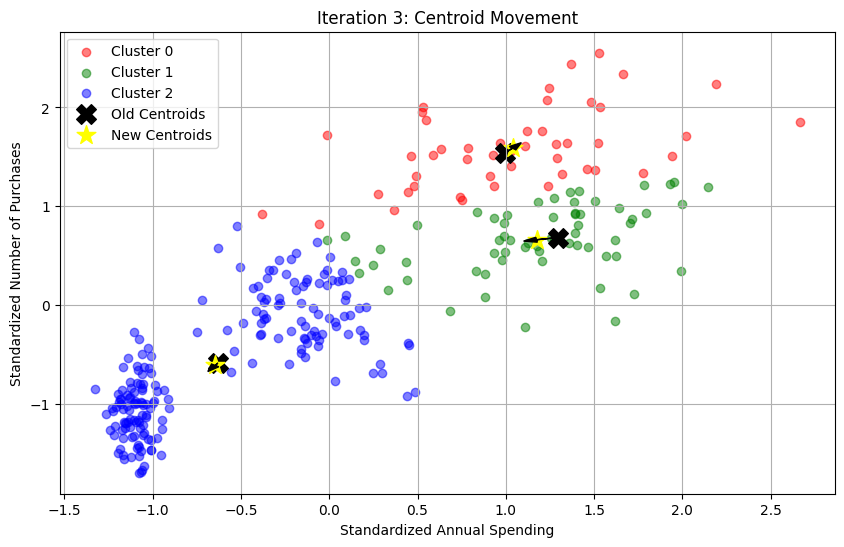 Iteration 3: Centroid Movement
Cluster 0
Cluster 1
Cluster 2
Old Centroids
New Centroids
Standardized Number of Purchases
2
1
0
−1
−1.5
−1.0
−0.5
0.0
0.5
1.0
1.5
2.0
2.5
Standardized Annual Spending